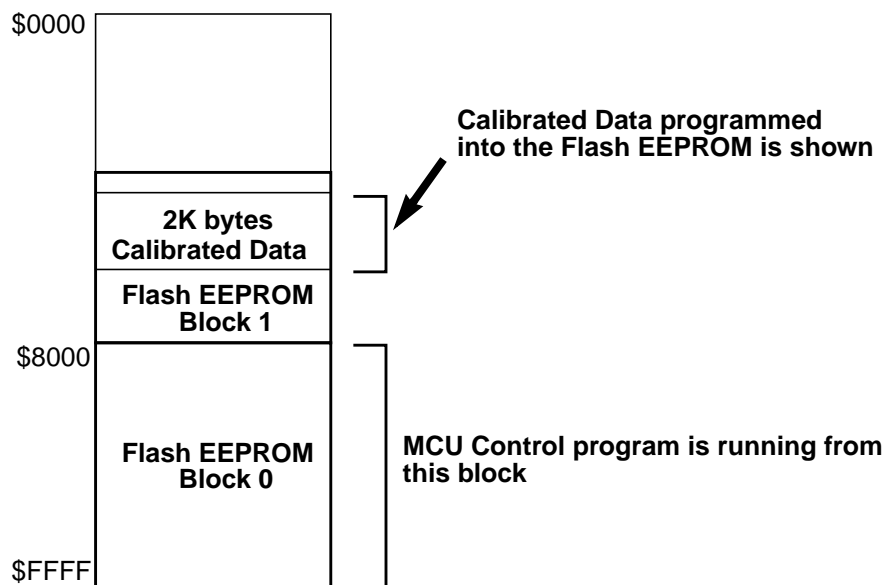 $0000
Calibrated Data programmed
into the Flash EEPROM is shown
2K bytes
Calibrated Data
Flash EEPROM
Block 1
$8000
Flash EEPROM
Block 0
MCU Control program is running from
this block
$FFFF